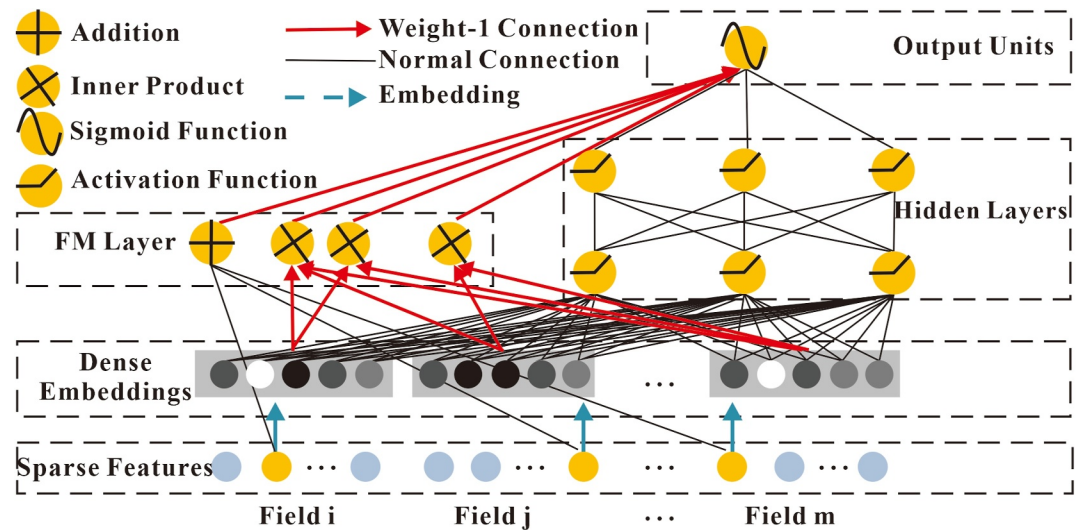 Addition
Inner Product
Sigmoid Function
Activation Function
Weight-1 Connection
Normal Connection
Embedding
Output Units
Hidden Layers
FM Layer
Dense
Embeddings
...
Sparse Features
...
...
...
...
Field i
Field j
...
Field m